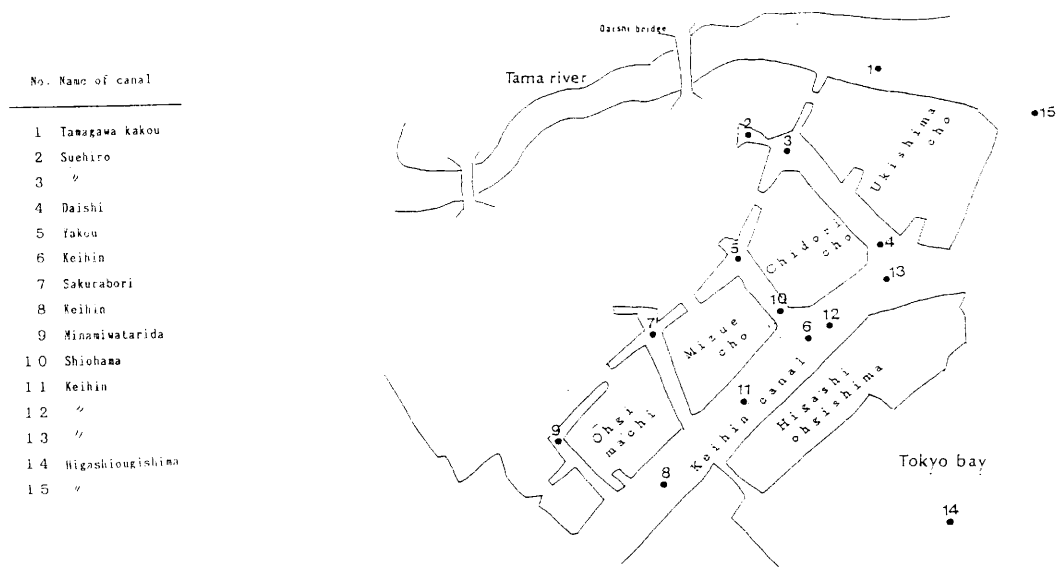 No. Name of canal
1 Tamagawa kakou
2 Suehiro
3 〃
4 Daishi
5 Yakou
6 Keihin
7 Sakurabori
8 Keihin
9 Minamiwatarida
10 Shiohama
11 Keihin
12 〃
13 〃
14 Higashiougishima
15 〃
Daishi bridge
Tama river
1
15
2
3
Ukishima
cho
4
5
Chidori
cho
13
10
12
6
7
Mizue
cho
11
Keihin canal
Higashi
ohgishima
Ōhgi
machi
9
8
Tokyo bay
14